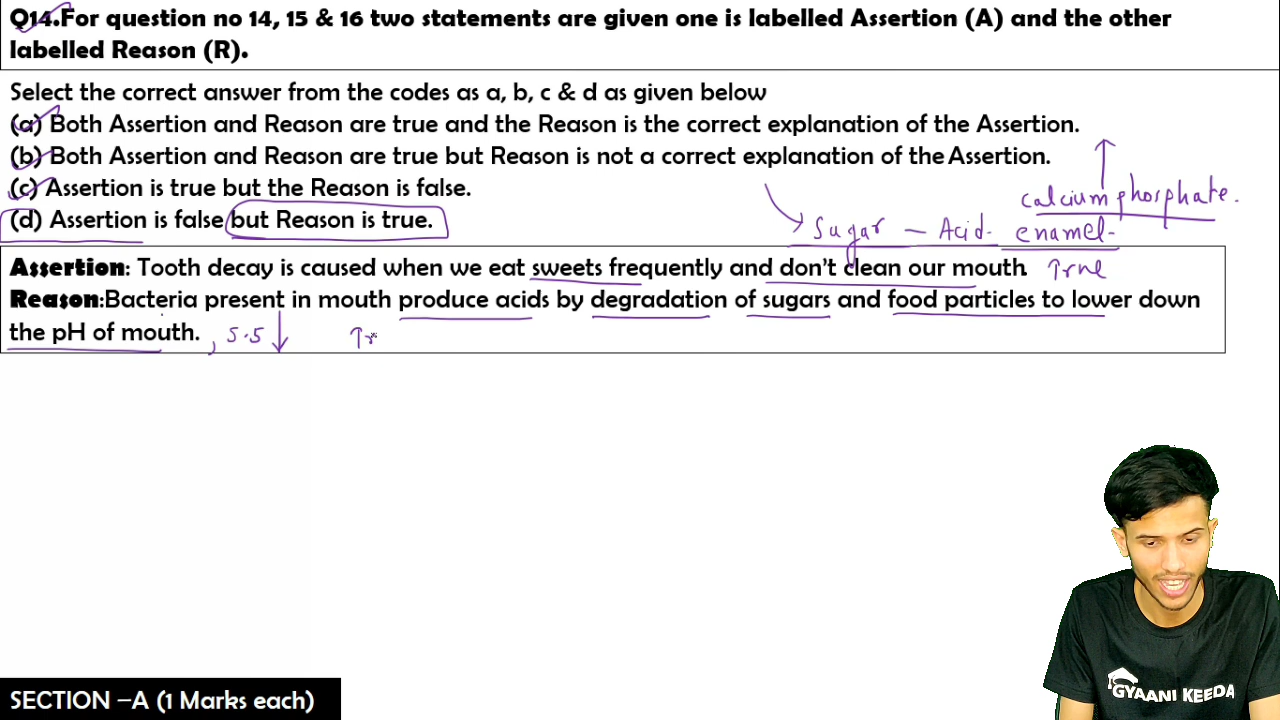 Q14.For question no 14, 15 & 16 two statements are given one is labelled Assertion (A) and the other
labelled Reason (R).
Select the correct answer from the codes as a, b, c & d as given below
(a) Both Assertion and Reason are true and the Reason is the correct explanation of the Assertion.
(b) Both Assertion and Reason are true but Reason is not a correct explanation of the Assertion.
(c) Assertion is true but the Reason is false.
calcium phosphate.
(d) Assertion is false but Reason is true.
Sugar – Acid- enamel-
Assertion: Tooth decay is caused when we eat sweets frequently and don't clean our mouth True
Reason:Bacteria present in mouth produce acids by degradation of sugars and food particles to lower down
the pH of mouth. , 5.5 ↓ Tr
GYAANI KEEDA
SECTION –A (1 Marks each)